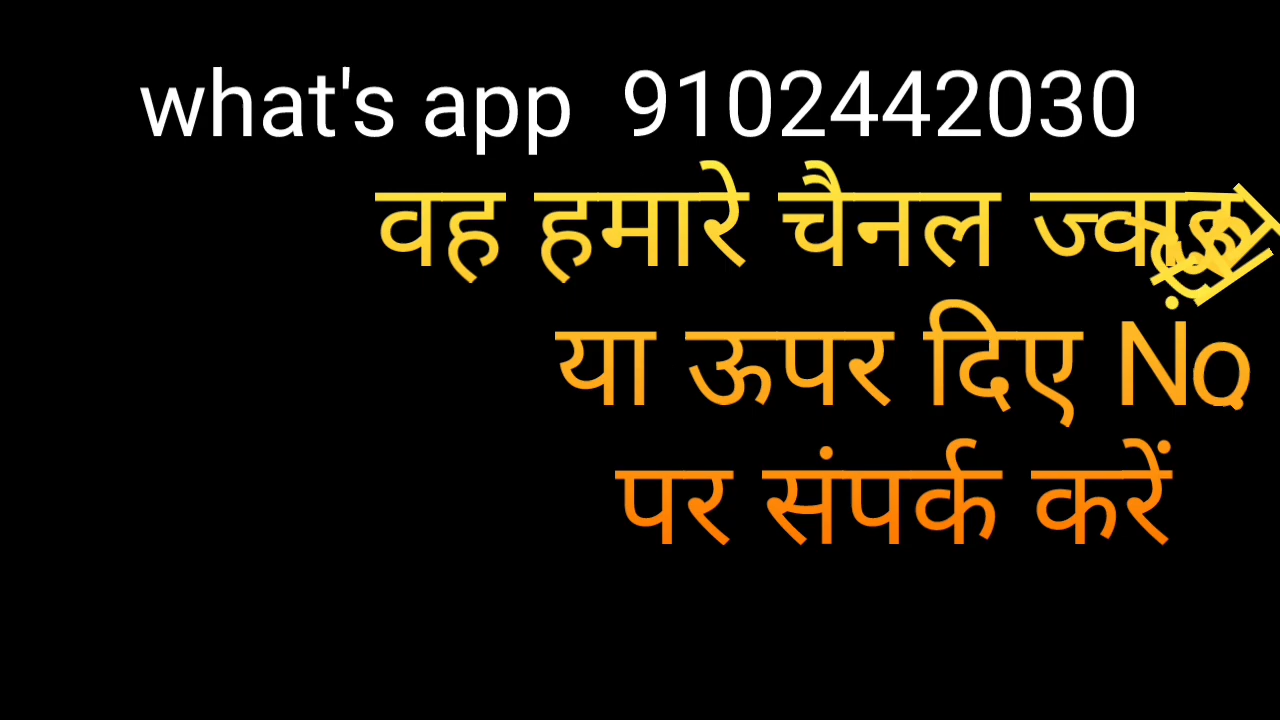 what's app 9102442030
वह हमारे चैनल
या ऊपर दिए No
पर संपर्क करें